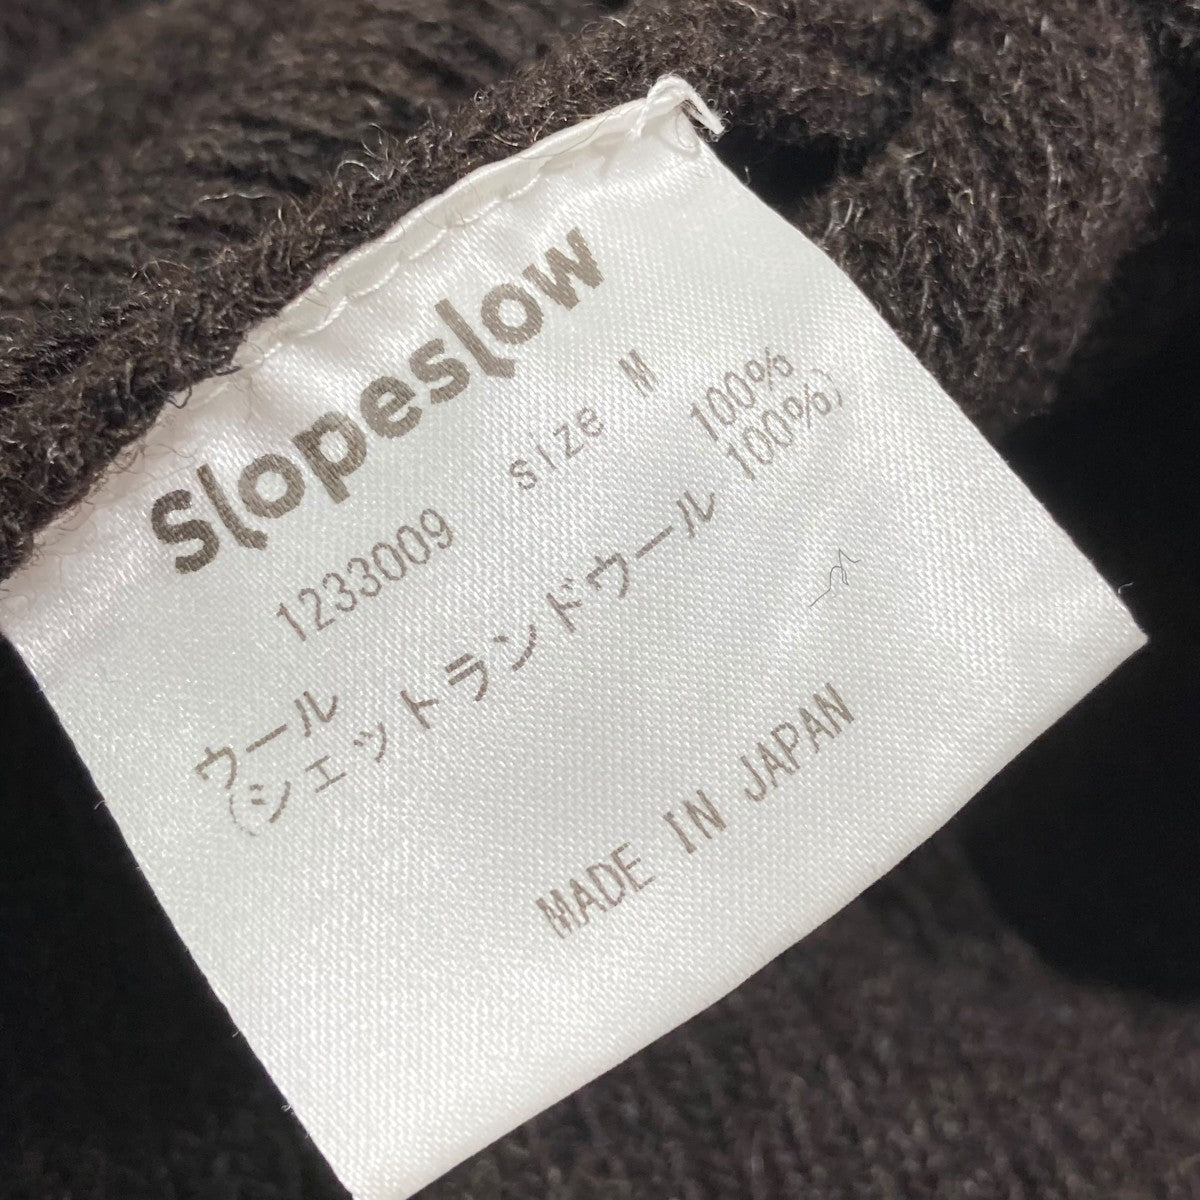 slopeslow
1233009 size M
ウール 100%
(シェットランドウール 100%)
MADE IN JAPAN